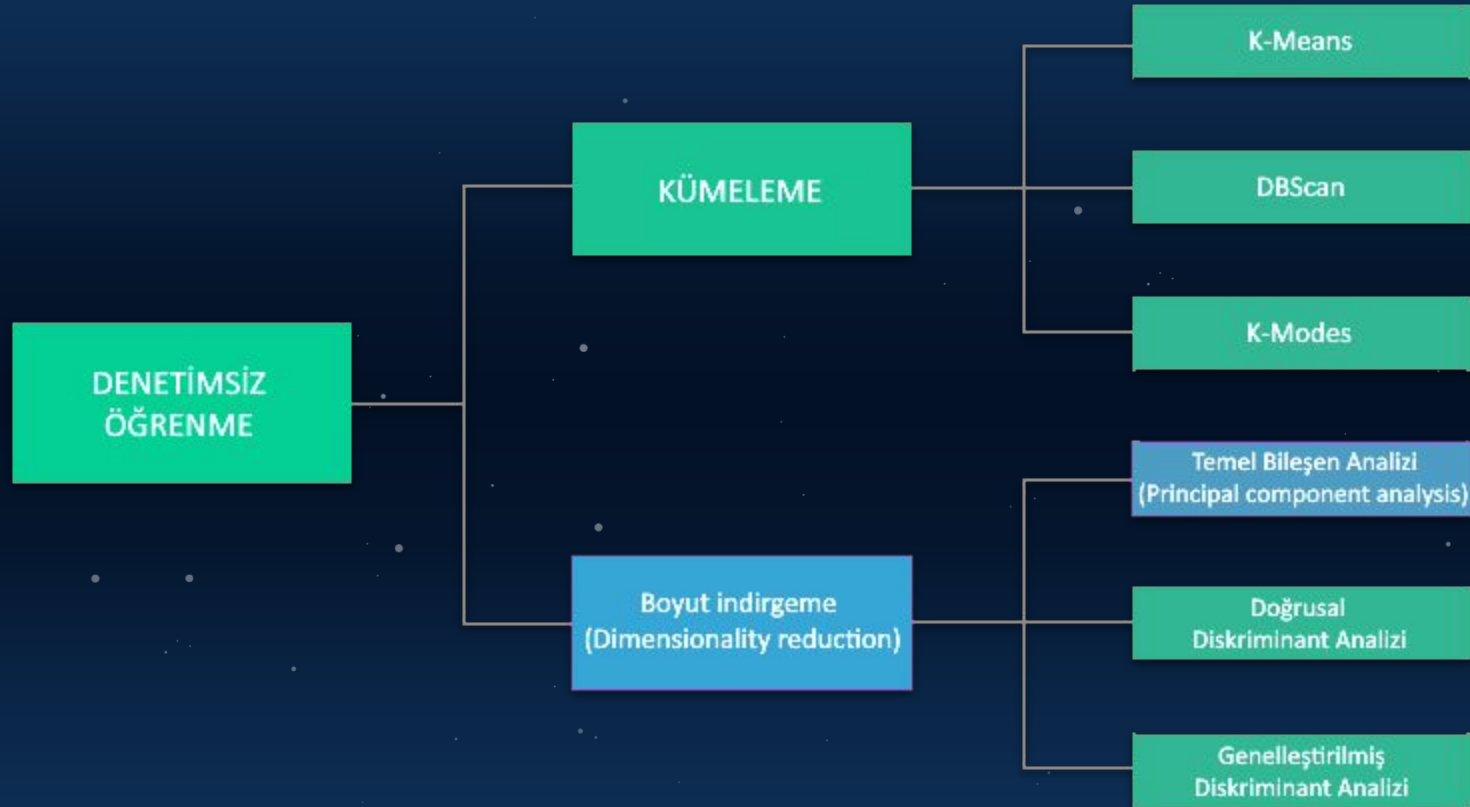 K-Means
KÜMELEME
DBScan
K-Modes
DENETİMSİZ
ÖĞRENME
Temel Bileşen Analizi
(Principal component analysis)
Boyut indirgeme
(Dimensionality reduction)
Doğrusal
Diskriminant Analizi
Genelleştirilmiş
Diskriminant Analizi